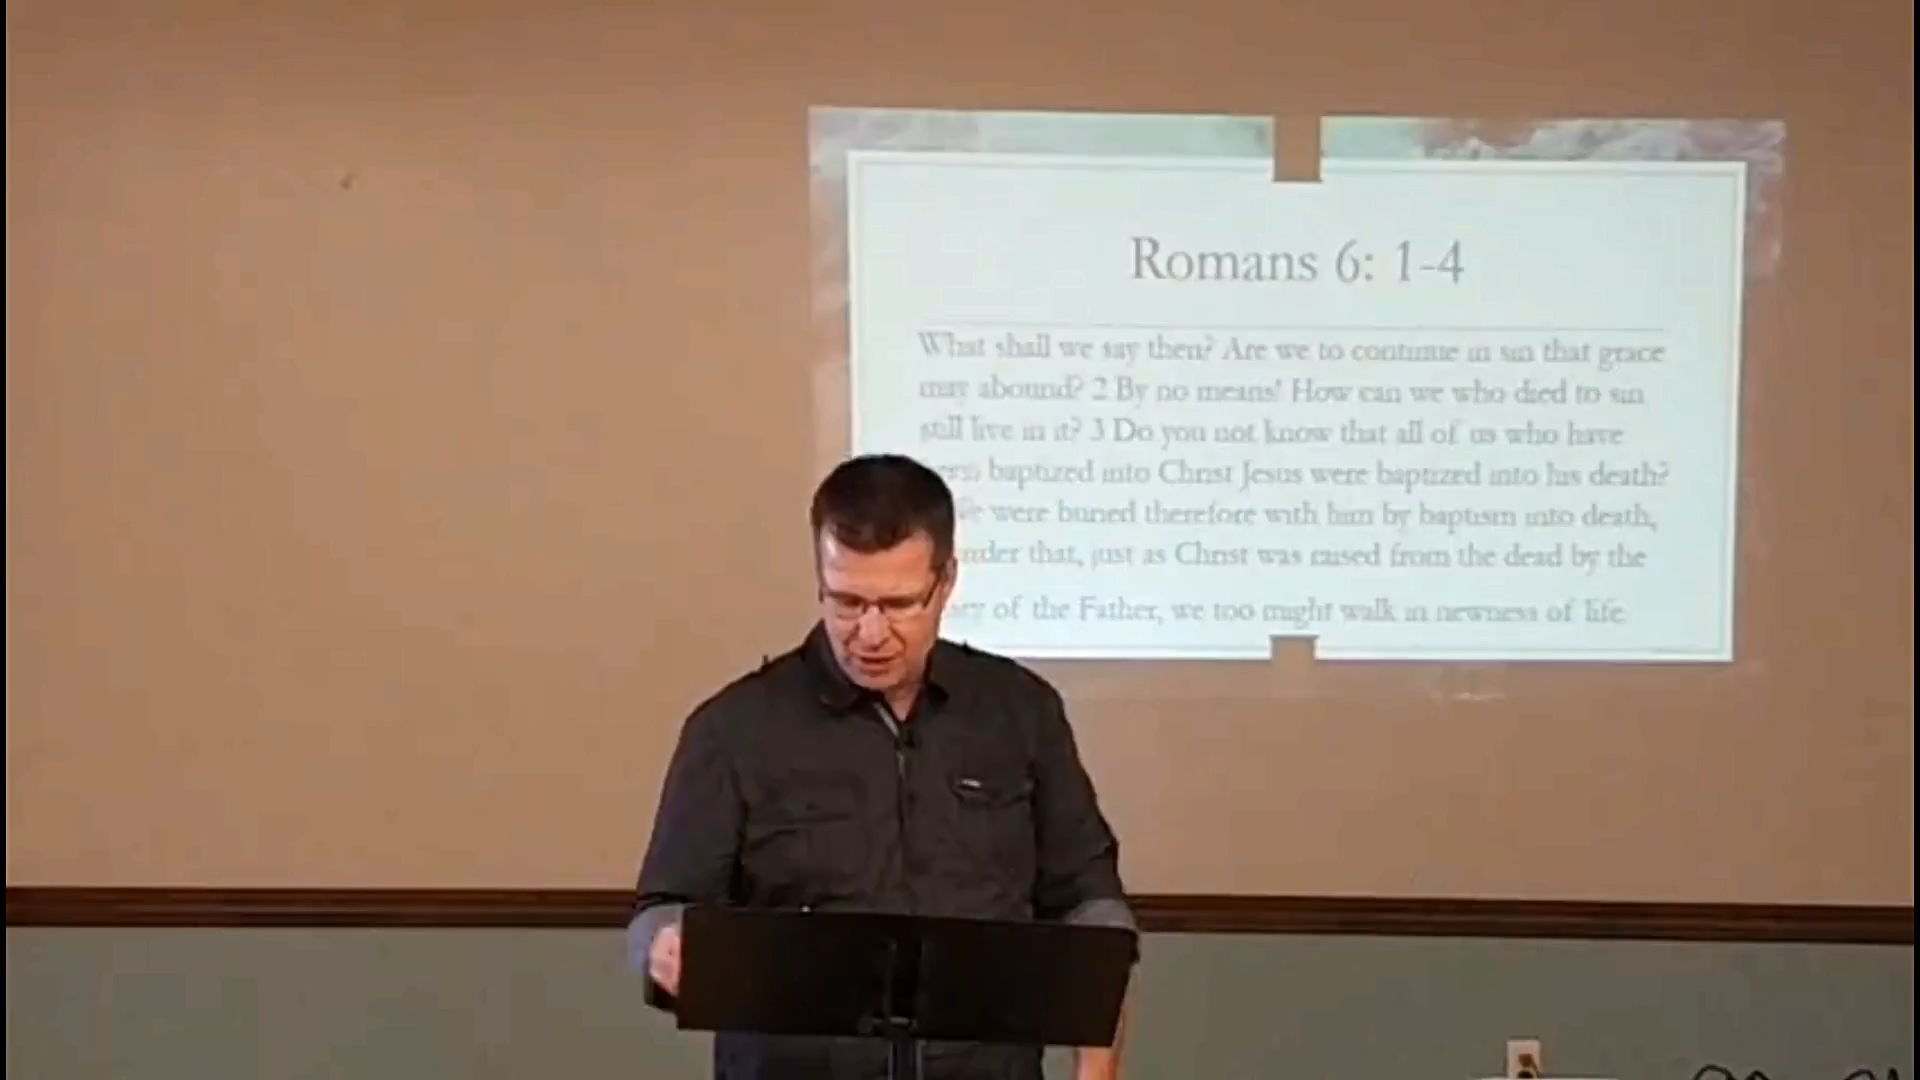 Romans 6: 1-4
What shall we say then? Are we to continue in sin that grace
may abound? 2 By no means! How can we who died to sin
still live in it? 3 Do you not know that all of us who have
baptized into Christ Jesus were baptized into his death?
were buried therefore with him by baptism into death,
that, just as Christ was raised from the dead by the
of the Father, we too might walk in newness of life